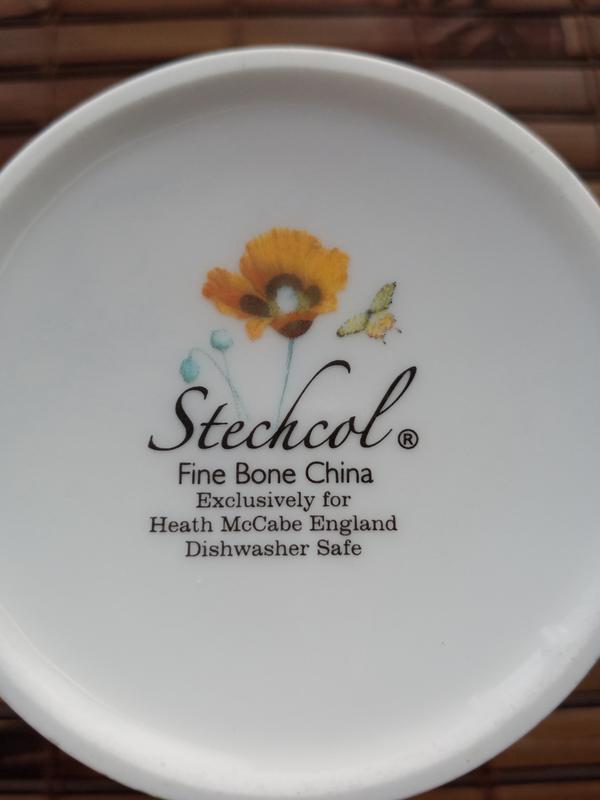 Stechcol ®
Fine Bone China
Exclusively for
Heath McCabe England
Dishwasher Safe